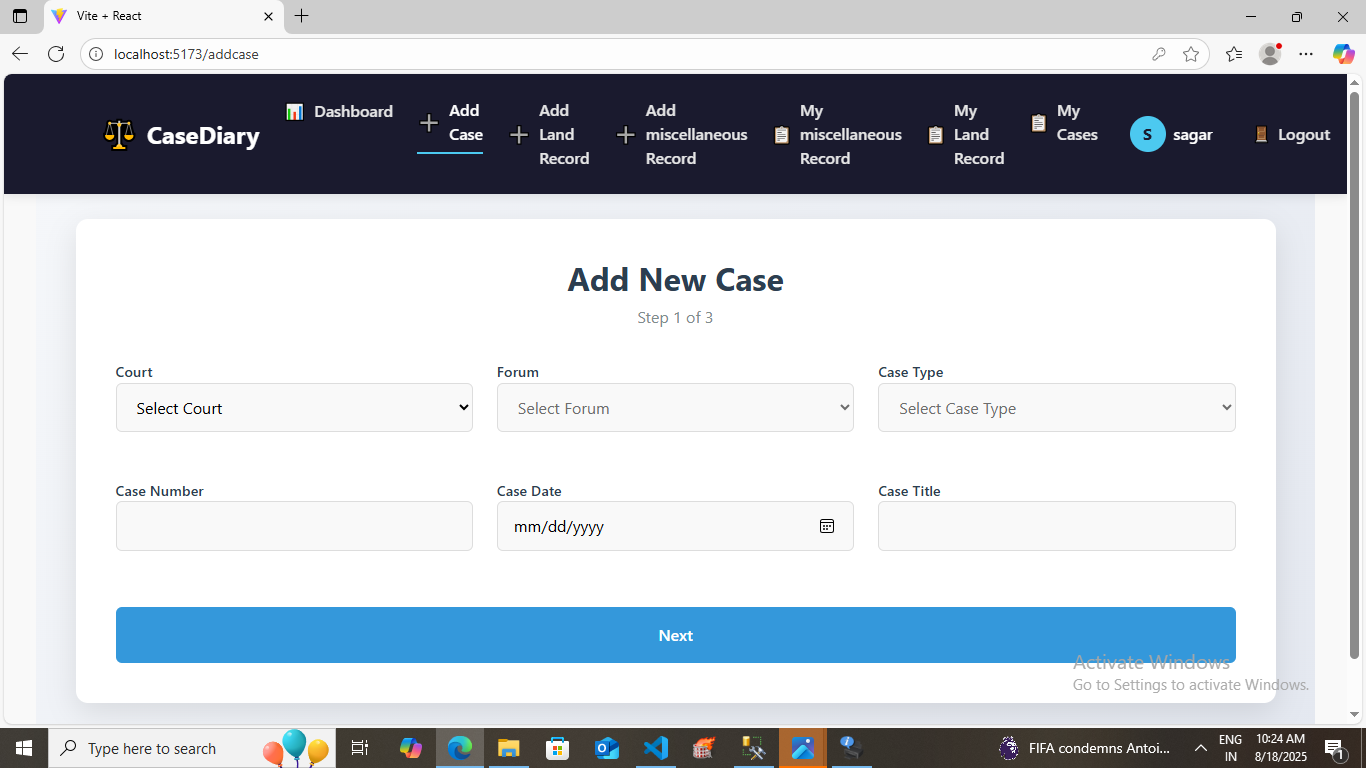 Vite + React
localhost:5173/addcase
CaseDiary
Dashboard
Add
Case
Add
Land
Record
Add
miscellaneous
Record
My
miscellaneous
Record
My
Land
Record
My
Cases
S
sagar
Logout
Add New Case
Step 1 of 3
Court
Forum
Case Type
Select Court
Select Forum
Select Case Type
Case Number
Case Date
Case Title
mm/dd/yyyy
Next
Activate Windows
Go to Settings to activate Windows.
Type here to search
FIFA condemns Antoi...
ENG
IN
10:24 AM
8/18/2025
1